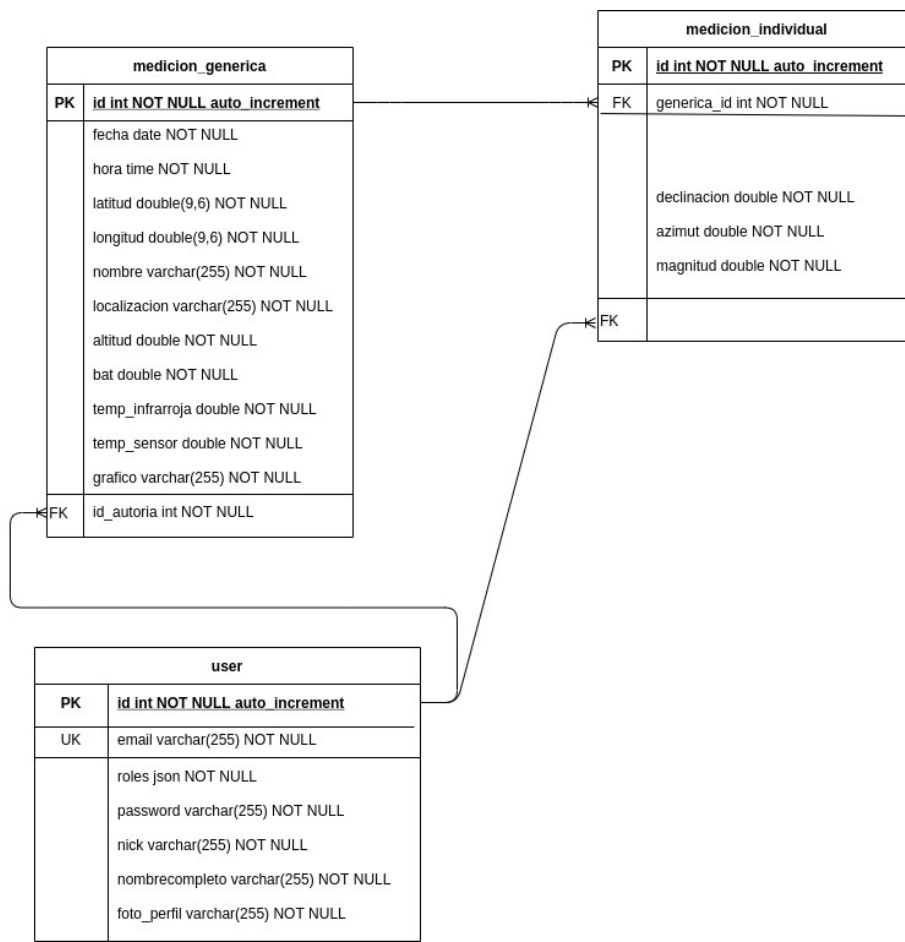 medicion_generica
PK id int NOT NULL auto_increment
fecha date NOT NULL
hora time NOT NULL
latitud double(9,6) NOT NULL
longitud double(9,6) NOT NULL
nombre varchar(255) NOT NULL
localizacion varchar(255) NOT NULL
altitud double NOT NULL
bat double NOT NULL
temp_infrarroja double NOT NULL
temp_sensor double NOT NULL
grafico varchar(255) NOT NULL
FK id_autoria int NOT NULL
medicion_individual
PK id int NOT NULL auto_increment
FK generica_id int NOT NULL
declinacion double NOT NULL
azimut double NOT NULL
magnitud double NOT NULL
FK
user
PK id int NOT NULL auto_increment
UK email varchar(255) NOT NULL
roles json NOT NULL
password varchar(255) NOT NULL
nick varchar(255) NOT NULL
nombrecompleto varchar(255) NOT NULL
foto_perfil varchar(255) NOT NULL